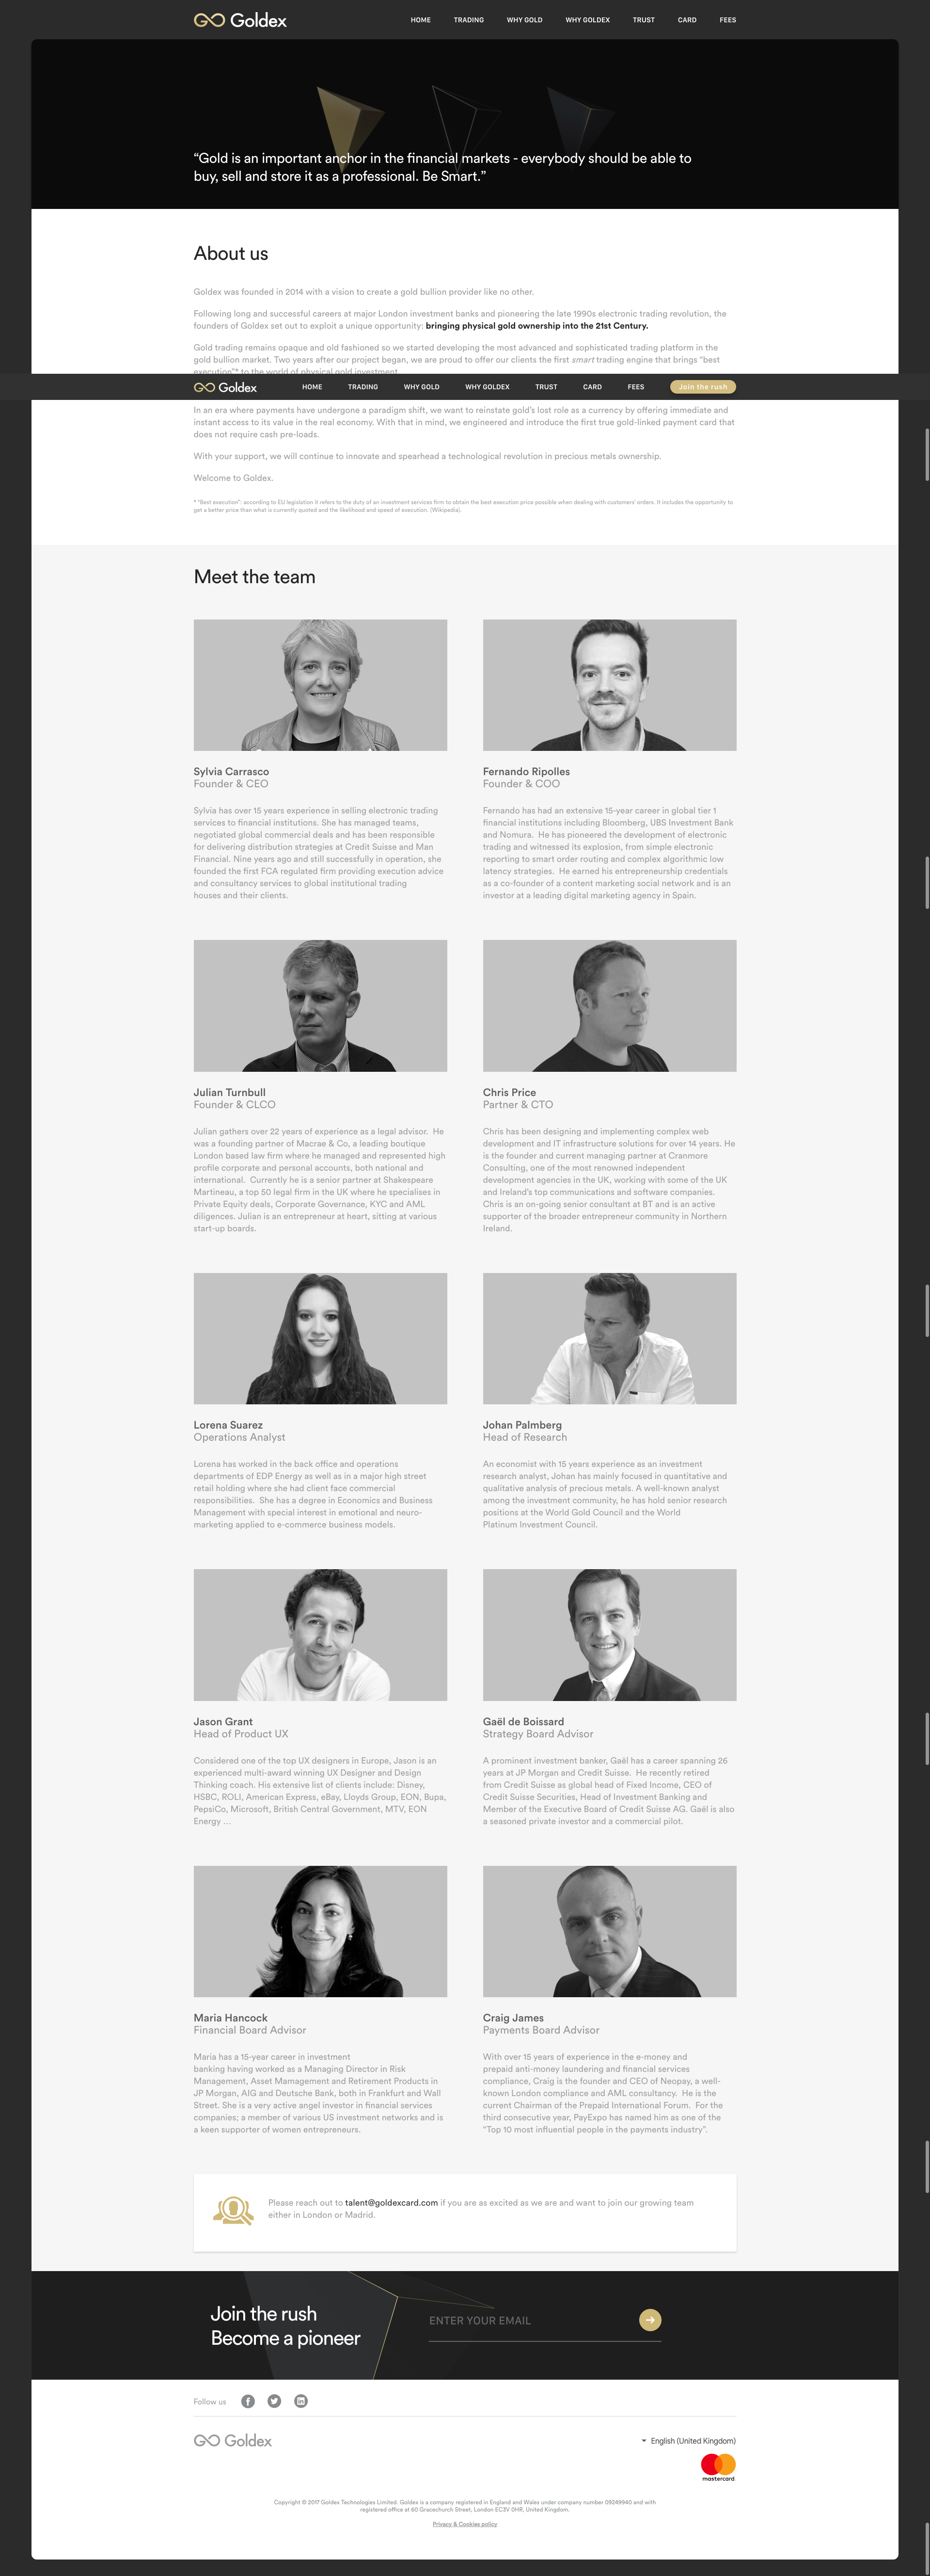 Goldex
HOME TRADING WHY GOLD WHY GOLDEX TRUST CARD FEES
“Gold is an important anchor in the financial markets - everybody should be able to
buy, sell and store it as a professional. Be Smart.”
About us
Goldex was founded in 2014 with a vision to create a gold bullion provider like no other.
Following long and successful careers at major London investment banks and pioneering the late 1990s electronic trading revolution, the
founders of Goldex set out to exploit a unique opportunity: bringing physical gold ownership into the 21st Century.
Gold trading remains opaque and old fashioned so we started developing the most advanced and sophisticated trading platform in the
gold bullion market. Two years after our project began, we are proud to offer our clients the first smart trading engine that brings “best
execution”* to the world of physical gold investment.
Goldex
HOME TRADING WHY GOLD WHY GOLDEX TRUST CARD FEES Join the rush
In an era where payments have undergone a paradigm shift, we want to reinstate gold’s lost role as a currency by offering immediate and
instant access to its value in the real economy. With that in mind, we engineered and introduce the first true gold-linked payment card that
does not require cash pre-loads.
With your support, we will continue to innovate and spearhead a technological revolution in precious metals ownership.
Welcome to Goldex.
* “Best execution”: according to EU legislation it refers to the duty of an investment services firm to obtain the best execution price possible when dealing with customers’ orders. It includes the opportunity to
get a better price than what is currently quoted and the likelihood and speed of execution. (Wikipedia).
Meet the team
Sylvia Carrasco
Founder & CEO
Sylvia has over 15 years experience in selling electronic trading
services to financial institutions. She has managed teams,
negotiated global commercial deals and has been responsible
for delivering distribution strategies at Credit Suisse and Man
Financial. Nine years ago and still successfully in operation, she
founded the first FCA regulated firm providing execution advice
and consultancy services to global institutional trading
houses and their clients.
Fernando Ripolles
Founder & COO
Fernando has had an extensive 15-year career in global tier 1
financial institutions including Bloomberg, UBS Investment Bank
and Nomura. He has pioneered the development of electronic
trading and witnessed its explosion, from simple electronic
reporting to smart order routing and complex algorithmic low
latency strategies. He earned his entrepreneurship credentials
as a co-founder of a content marketing social network and is an
investor at a leading digital marketing agency in Spain.
Julian Turnbull
Founder & CLCO
Julian gathers over 22 years of experience as a legal advisor. He
was a founding partner of Macrae & Co, a leading boutique
London based law firm where he managed and represented high
profile corporate and personal accounts, both national and
international. Currently he is a senior partner at Shakespeare
Martineau, a top 50 legal firm in the UK where he specialises in
Private Equity deals, Corporate Governance, KYC and AML
diligences. Julian is an entrepreneur at heart, sitting at various
start-up boards.
Chris Price
Partner & CTO
Chris has been designing and implementing complex web
development and IT infrastructure solutions for over 14 years. He
is the founder and current managing partner at Cranmore
Consulting, one of the most renowned independent
development agencies in the UK, working with some of the UK
and Ireland’s top communications and software companies.
Chris is an on-going senior consultant at BT and is an active
supporter of the broader entrepreneur community in Northern
Ireland.
Lorena Suarez
Operations Analyst
Lorena has worked in the back office and operations
departments of EDP Energy as well as in a major high street
retail holding where she had client face commercial
responsibilities. She has a degree in Economics and Business
Management with special interest in emotional and neuro-
marketing applied to e-commerce business models.
Johan Palmberg
Head of Research
An economist with 15 years experience as an investment
research analyst, Johan has mainly focused in quantitative and
qualitative analysis of precious metals. A well-known analyst
among the investment community, he has hold senior research
positions at the World Gold Council and the World
Platinum Investment Council.
Jason Grant
Head of Product UX
Considered one of the top UX designers in Europe, Jason is an
experienced multi-award winning UX Designer and Design
Thinking coach. His extensive list of clients include: Disney,
HSBC, ROLI, American Express, eBay, Lloyds Group, EON, Bupa,
PepsiCo, Microsoft, British Central Government, MTV, EON
Energy ...
Gaël de Boissard
Strategy Board Advisor
A prominent investment banker, Gaël has a career spanning 26
years at JP Morgan and Credit Suisse. He recently retired
from Credit Suisse as global head of Fixed Income, CEO of
Credit Suisse Securities, Head of Investment Banking and
Member of the Executive Board of Credit Suisse AG. Gaël is also
a seasoned private investor and a commercial pilot.
Maria Hancock
Financial Board Advisor
Maria has a 15-year career in investment
banking having worked as a Managing Director in Risk
Management, Asset Mamagement and Retirement Products in
JP Morgan, AIG and Deutsche Bank, both in Frankfurt and Wall
Street. She is a very active angel investor in financial services
companies; a member of various US investment networks and is
a keen supporter of women entrepreneurs.
Craig James
Payments Board Advisor
With over 15 years of experience in the e-money and
prepaid anti-money laundering and financial services
compliance, Craig is the founder and CEO of Neopay, a well-
known London compliance and AML consultancy. He is the
current Chairman of the Prepaid International Forum. For the
third consecutive year, PayExpo has named him as one of the
“Top 10 most influential people in the payments industry”.
Please reach out to talent@goldexcard.com if you are as excited as we are and want to join our growing team
either in London or Madrid.
Join the rush
Become a pioneer
ENTER YOUR EMAIL
Follow us
Goldex
English (United Kingdom)
mastercard
Copyright © 2017 Goldex Technologies Limited. Goldex is a company registered in England and Wales under company number 09249940 and with
registered office at 60 Gracechurch Street, London EC3V 0HR, United Kingdom.
Privacy & Cookies policy